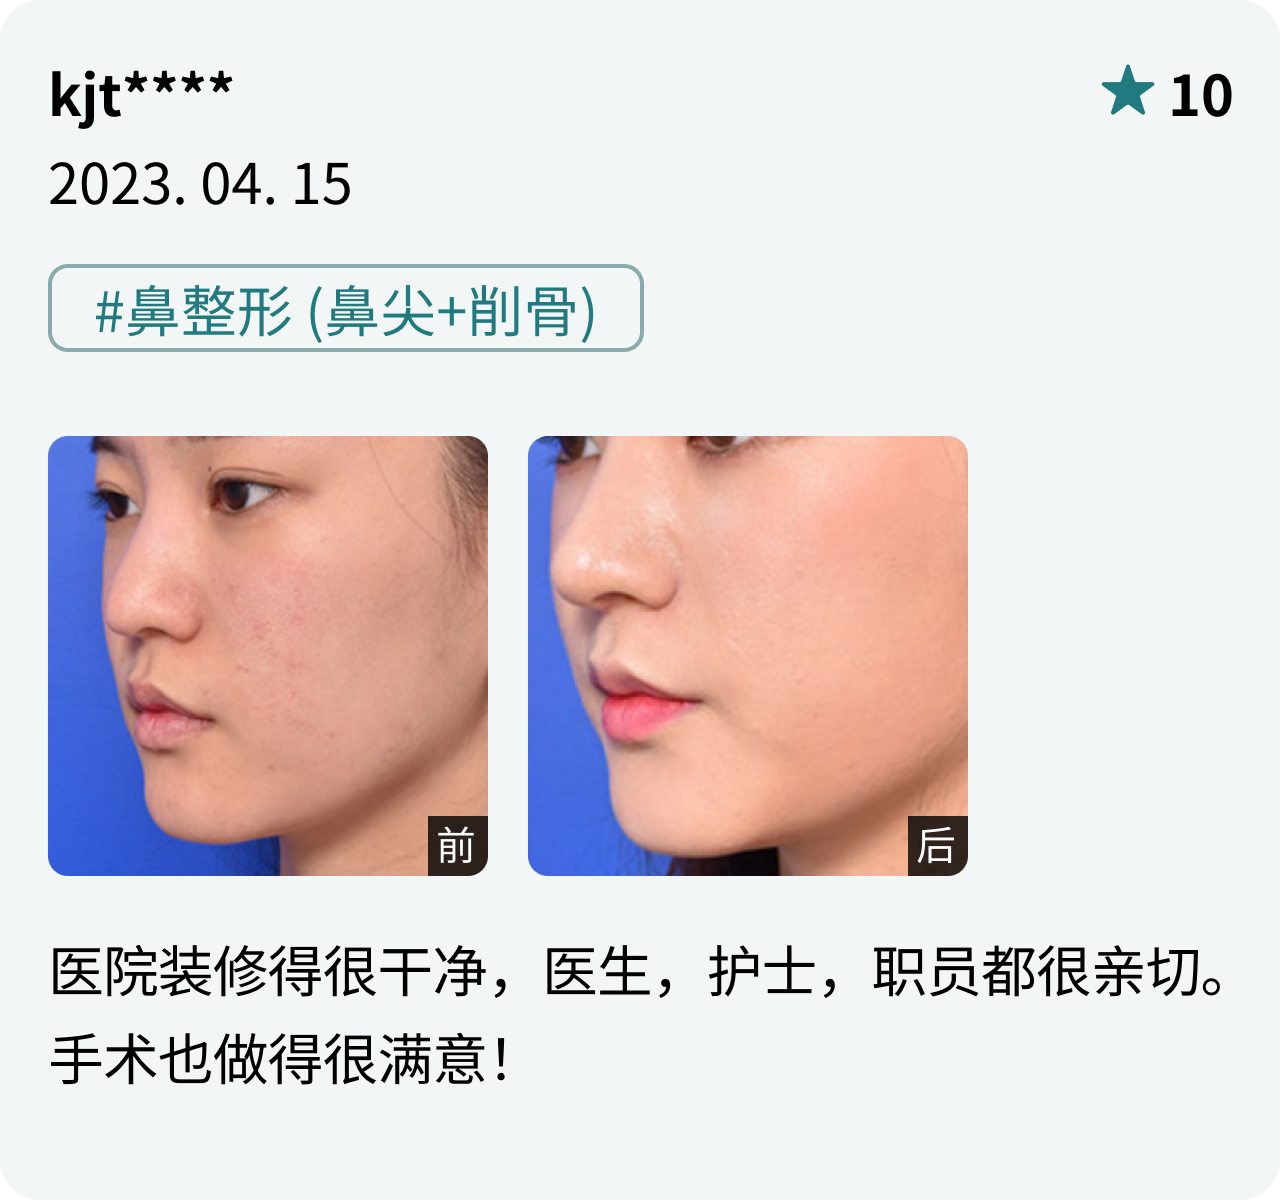 kjt****
★ 10
2023. 04. 15
#鼻整形 (鼻尖+削骨)
前
后
医院装修得很干净，医生，护士，职员都很亲切。
手术也做得很满意！